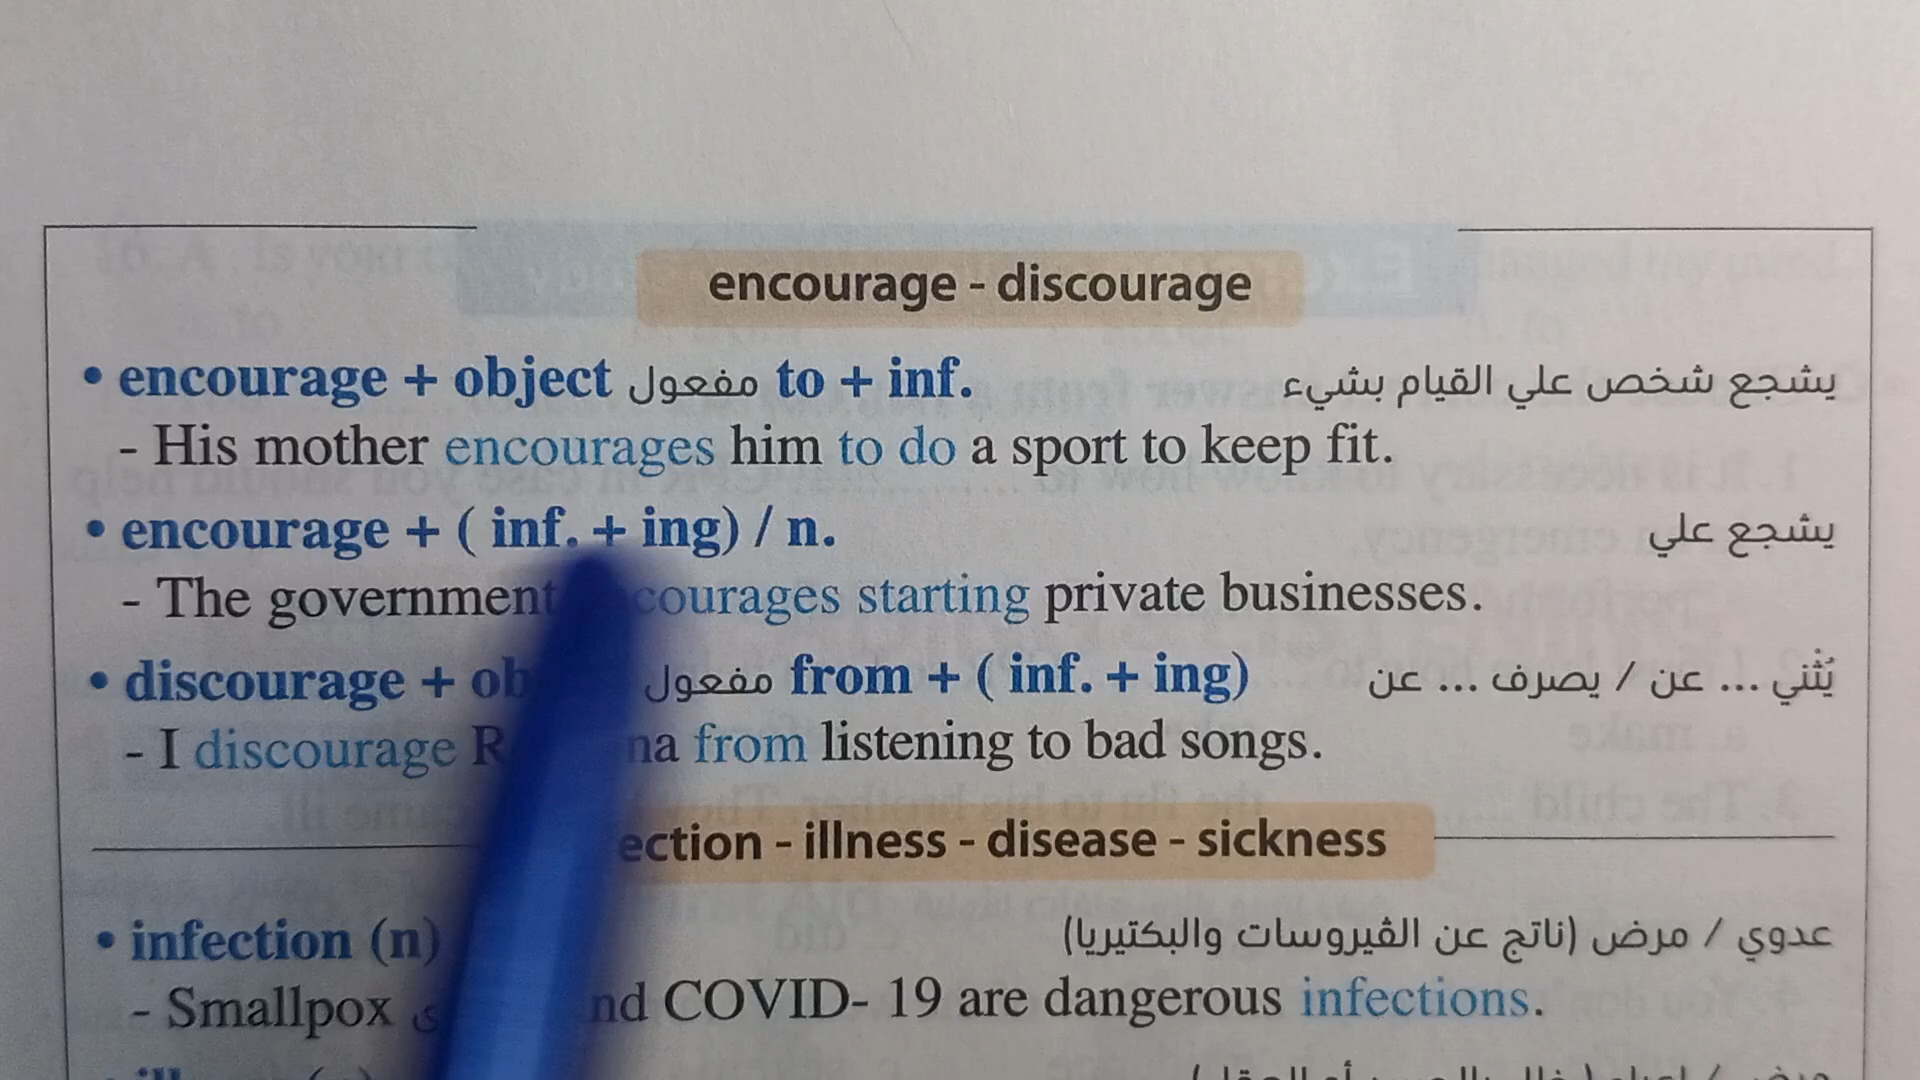 encourage - discourage
• encourage + object مفعول to + inf. يشجع شخص علي القيام بشيء
- His mother encourages him to do a sport to keep fit.
• encourage + ( inf. + ing) / n. يشجع علي
- The government courages starting private businesses.
• discourage + ob مفعول from + ( inf. + ing) يُثني ... عن / يصرف ... عن
- I discourage R na from listening to bad songs.
ection - illness - disease - sickness
• infection (n) عدوي / مرض (ناتج عن الڤيروسات والبكتيريا)
- Smallpox nd COVID- 19 are dangerous infections.